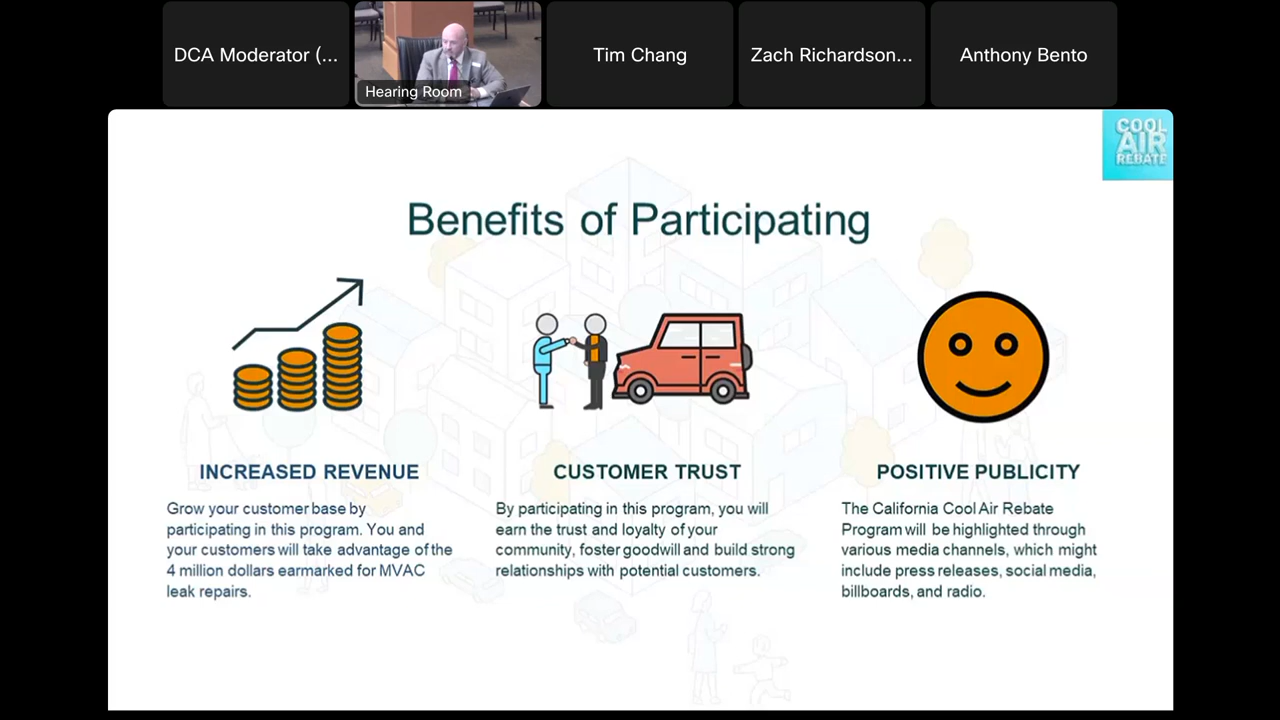 DCA Moderator (...
Hearing Room
Tim Chang
Zach Richardson...
Anthony Bento
COOL
AIR
REBATE
Benefits of Participating
INCREASED REVENUE
Grow your customer base by
participating in this program. You and
your customers will take advantage of the
4 million dollars earmarked for MVAC
leak repairs.
CUSTOMER TRUST
By participating in this program, you will
earn the trust and loyalty of your
community, foster goodwill and build strong
relationships with potential customers.
POSITIVE PUBLICITY
The California Cool Air Rebate
Program will be highlighted through
various media channels, which might
include press releases, social media,
billboards, and radio.